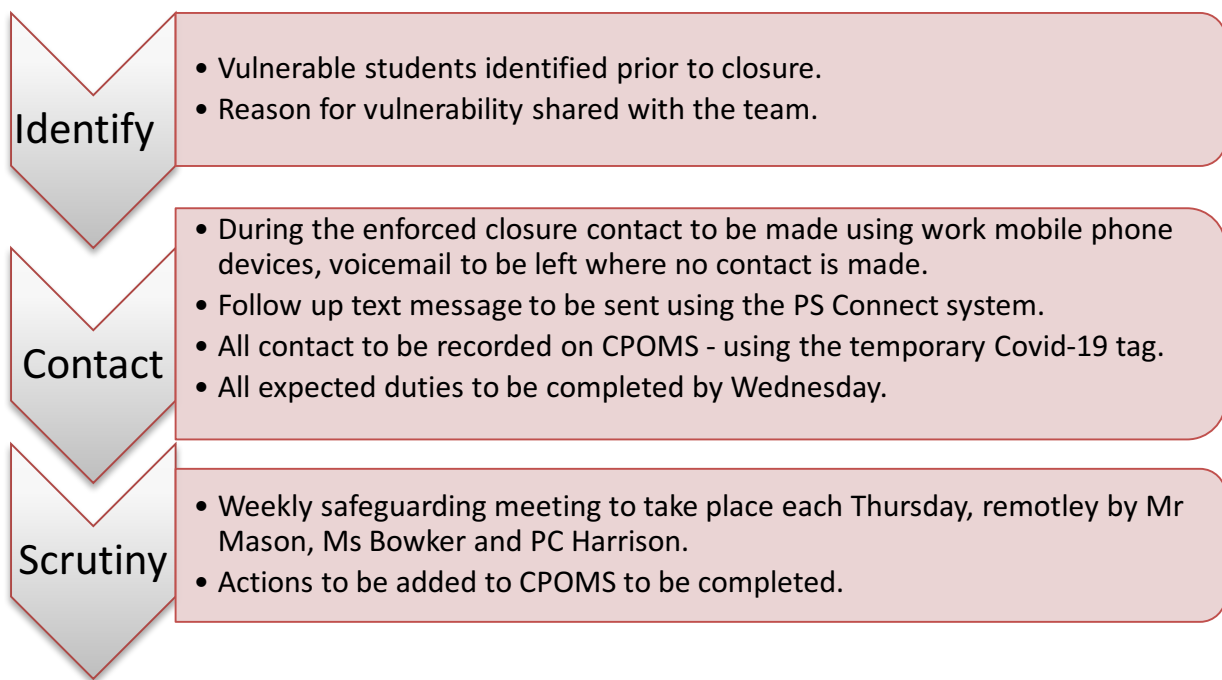 Identify
• Vulnerable students identified prior to closure.
• Reason for vulnerability shared with the team.
Contact
• During the enforced closure contact to be made using work mobile phone
devices, voicemail to be left where no contact is made.
• Follow up text message to be sent using the PS Connect system.
• All contact to be recorded on CPOMS - using the temporary Covid-19 tag.
• All expected duties to be completed by Wednesday.
Scrutiny
• Weekly safeguarding meeting to take place each Thursday, remotley by Mr
Mason, Ms Bowker and PC Harrison.
• Actions to be added to CPOMS to be completed.